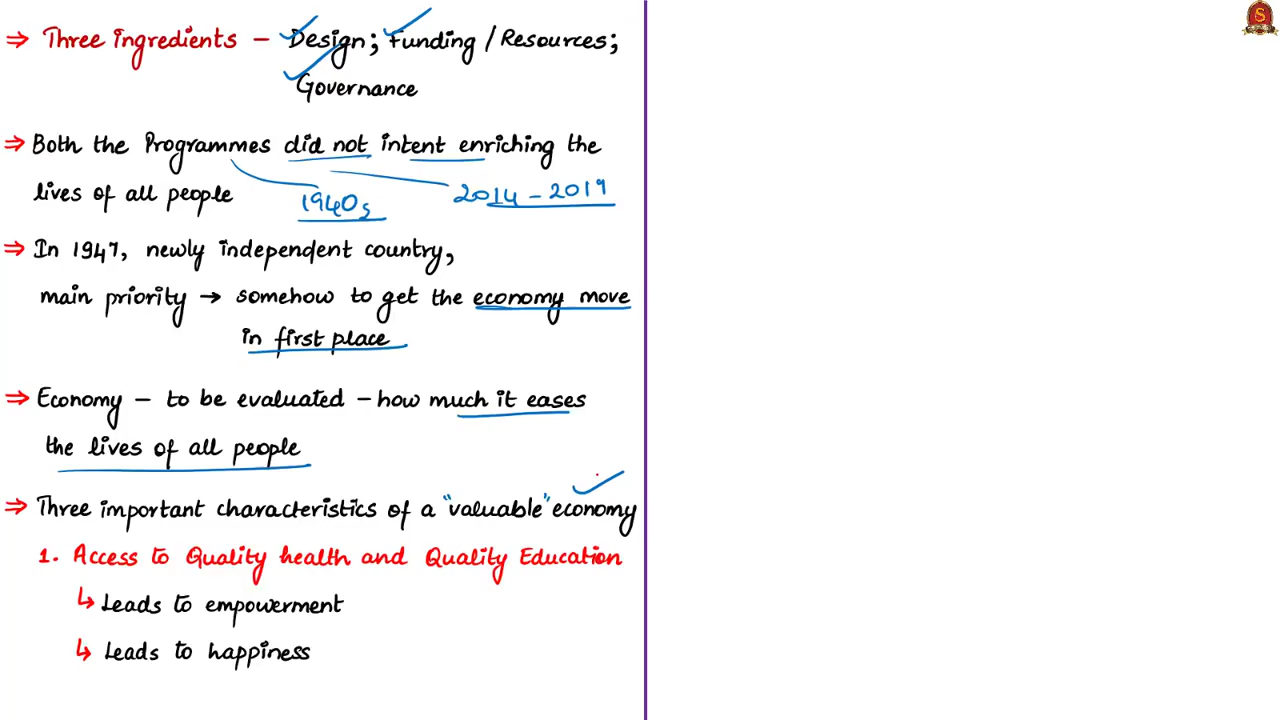 ⇒ Three ingredients – Design; Funding / Resources;
Governance
⇒ Both the Programmes did not intent enriching the
lives of all people
1940s
2014 – 2019
⇒ In 1947, newly independent country,
main priority → somehow to get the economy move
in first place
⇒ Economy – to be evaluated – how much it eases
the lives of all people
⇒ Three important characteristics of a "valuable" economy
1. Access to Quality health and Quality Education
↳ Leads to empowerment
↳ Leads to happiness
S